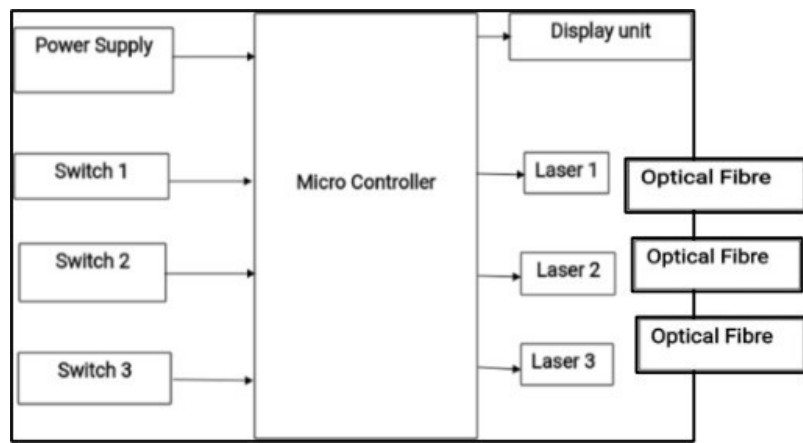 Power Supply
Display unit
Switch 1
Micro Controller
Laser 1
Optical Fibre
Switch 2
Laser 2
Optical Fibre
Switch 3
Laser 3
Optical Fibre